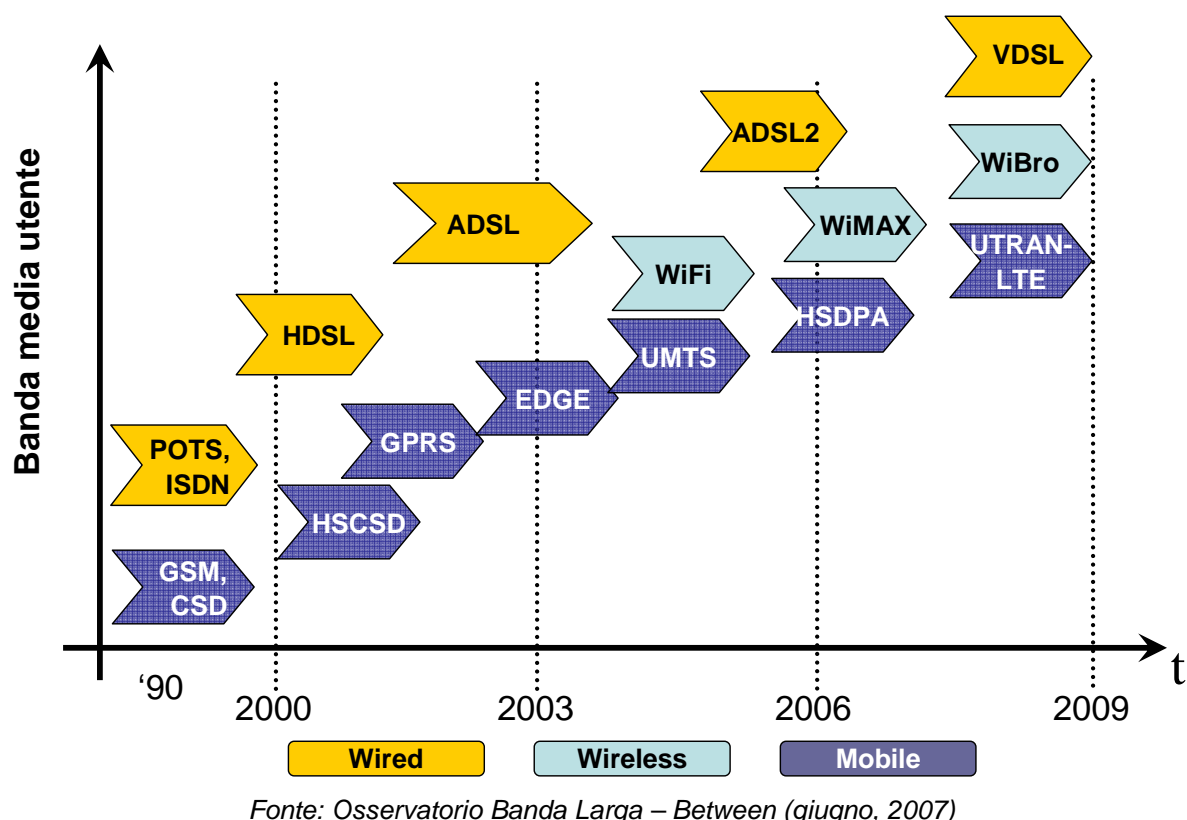 Banda media utente
VDSL
ADSL2
WiBro
ADSL
WiMAX
UTRAN-
LTE
WiFi
HSDPA
HDSL
UMTS
EDGE
GPRS
POTS,
ISDN
HSCSD
GSM,
CSD
t
‘90
2000
2003
2006
2009
Wired
Wireless
Mobile
Fonte: Osservatorio Banda Larga – Between (giugno, 2007)